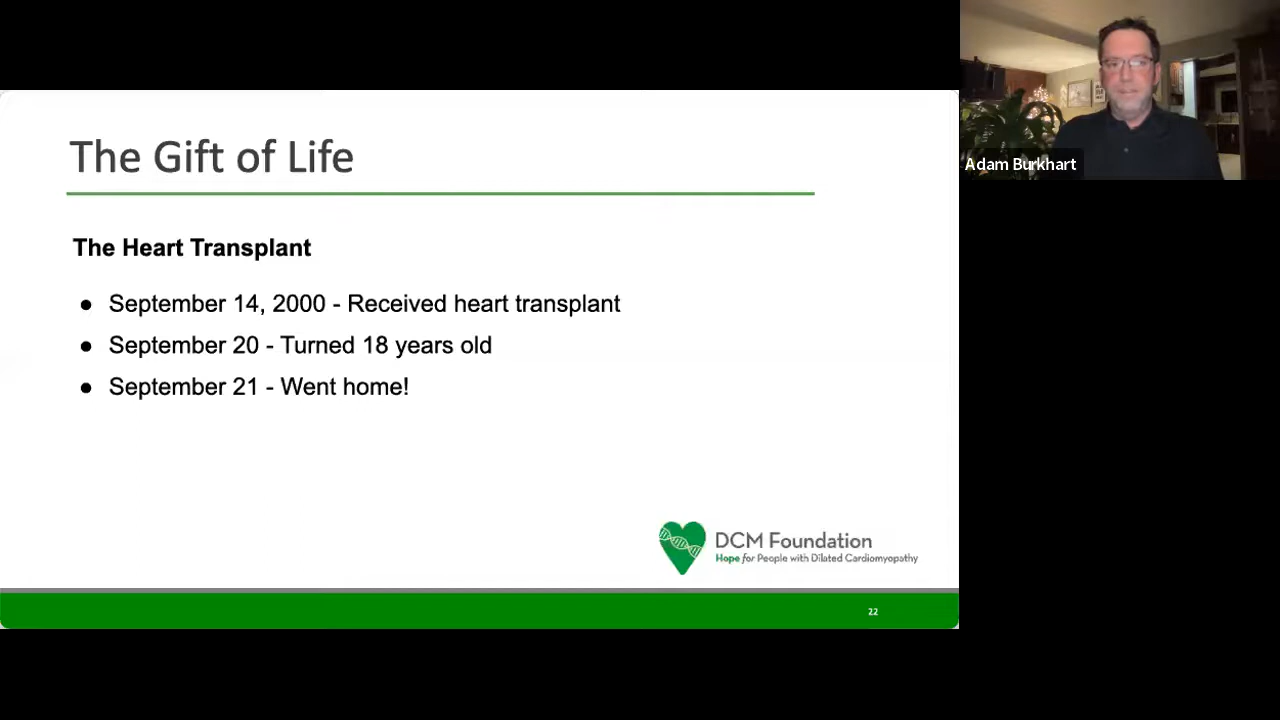 The Gift of Life
The Heart Transplant
● September 14, 2000 - Received heart transplant
● September 20 - Turned 18 years old
● September 21 - Went home!
DCM Foundation
Hope for People with Dilated Cardiomyopathy
22
Adam Burkhart